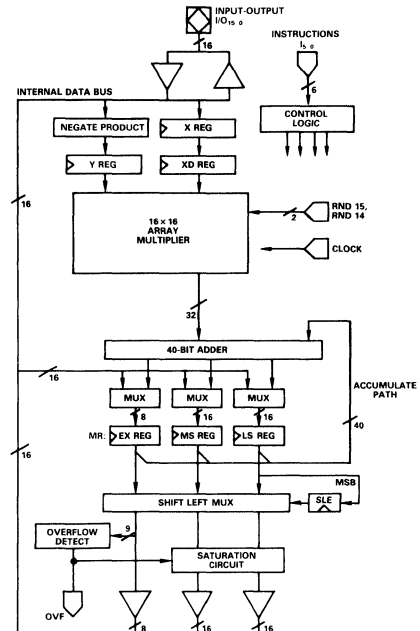 INPUT-OUTPUT
I/O15 0
16
INSTRUCTIONS
I5 0
6
INTERNAL DATA BUS
NEGATE PRODUCT
X REG
CONTROL
LOGIC
Y REG
XD REG
16
16 × 16
ARRAY
MULTIPLIER
RND 15,
RND 14
2
CLOCK
32
40-BIT ADDER
16
ACCUMULATE
PATH
MUX
MUX
MUX
8
16
16
40
MR:
EX REG
MS REG
LS REG
16
MSB
SHIFT LEFT MUX
SLE
OVERFLOW
DETECT
9
SATURATION
CIRCUIT
OVF
8
16
16